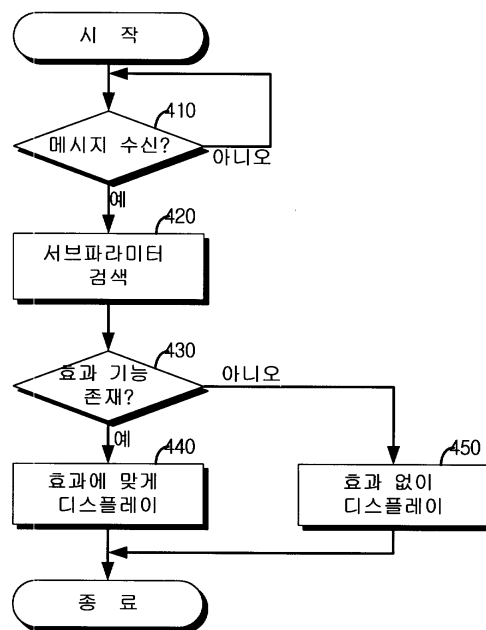 시 작
410
메시지 수신?
아니오
예
420
서브파라미터
검색
430
효과 기능
존재?
아니오
예
440
효과에 맞게
디스플레이
450
효과 없이
디스플레이
종 료